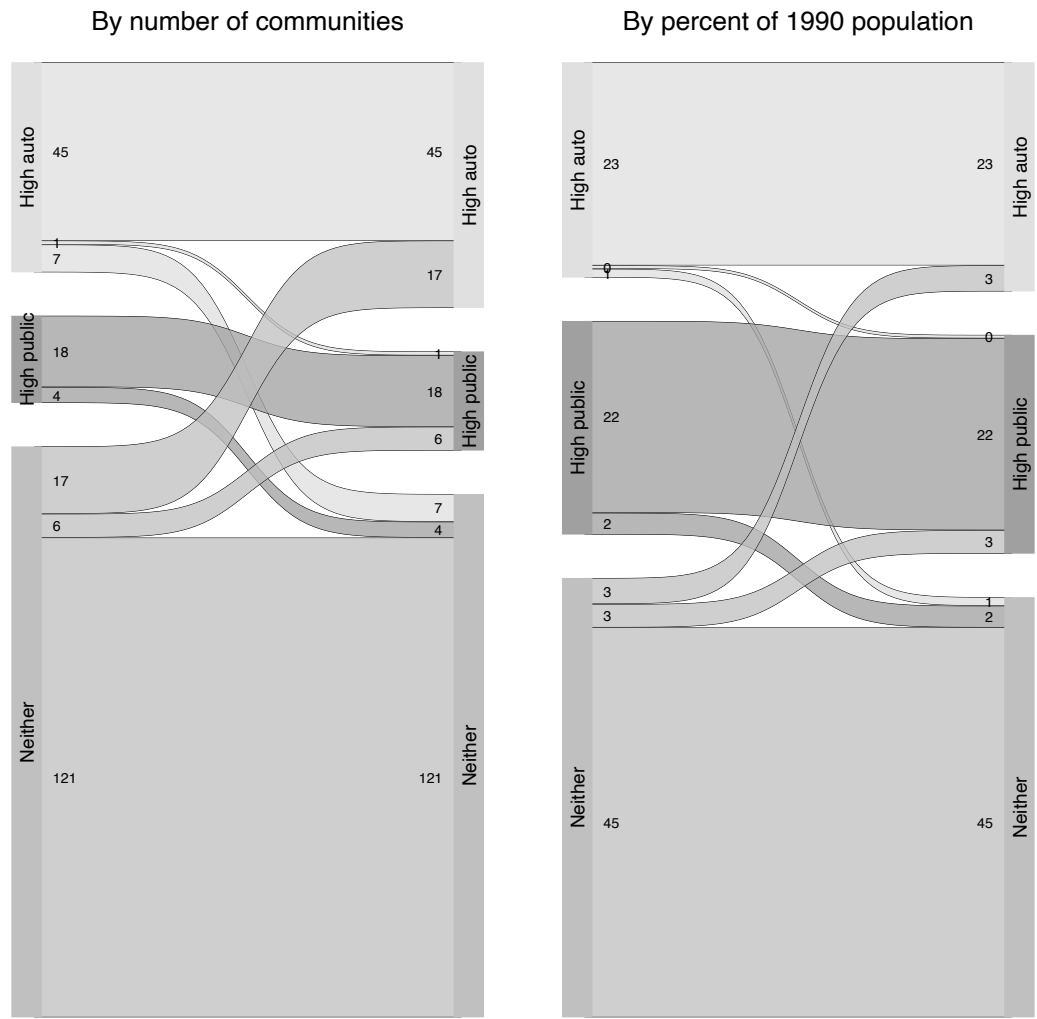 By number of communities
High auto
High public
Neither
45
1
7
18
4
17
6
121
45
17
1
18
6
7
4
121
High auto
High public
Neither
By percent of 1990 population
High auto
High public
Neither
23
0
1
22
2
3
3
45
23
3
0
22
3
1
2
45
High auto
High public
Neither